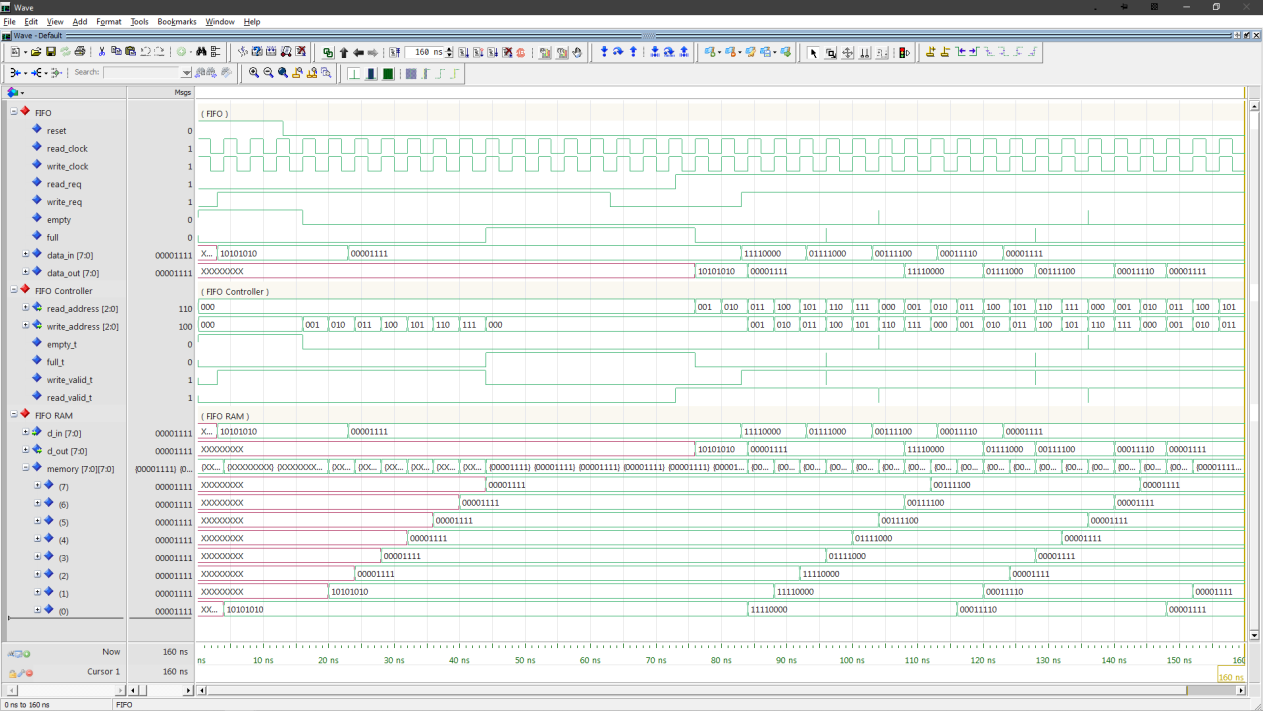 Wave
File Edit View Add Format Tools Bookmarks Window Help
Wave - Default
160 ns
Search:
Msgs
FIFO
( FIFO )
reset 0
read_clock 1
write_clock 1
read_req 1
write_req 1
empty 0
full 0
data_in [7:0] 00001111 X... 10101010 00001111 11110000 01111000 00111100 00011110 00001111
data_out [7:0] 00001111 XXXXXXXX 10101010 00001111 11110000 01111000 00111100 00011110 00001111
FIFO Controller ( FIFO Controller )
read_address [2:0] 110 000 001 010 011 100 101 110 111 000 001 010 011 100 101 110 111 000 001 010 011 100 101
write_address [2:0] 100 000 001 010 011 100 101 110 111 000 001 010 011 100 101 110 111 000 001 010 011 100 101 110 111 000 001 010 011
empty_t 0
full_t 0
write_valid_t 1
read_valid_t 1
FIFO RAM ( FIFO RAM )
d_in [7:0] 00001111 X... 10101010 00001111 11110000 01111000 00111100 00011110 00001111
d_out [7:0] 00001111 XXXXXXXX 10101010 00001111 11110000 01111000 00111100 00011110 00001111
memory [7:0][7:0] {00001111} {0... {XX... {XXXXXXXX} {XXXXXXX... {XX... {XX... {XX... {XX... {XX... {XX... {00001111} {00001111} {00001111} {00001111} {00001111} {00001... {00... {00... {00... {00... {00... {00... {00... {00... {00... {00... {00... {00... {00... {00... {00... {00... {00... {00001111...
(7) 00001111 XXXXXXXX 00001111 00111100 00001111
(6) 00001111 XXXXXXXX 00001111 00111100 00001111
(5) 00001111 XXXXXXXX 00001111 00111100 00001111
(4) 00001111 XXXXXXXX 00001111 01111000 00001111
(3) 00001111 XXXXXXXX 00001111 01111000 00001111
(2) 00001111 XXXXXXXX 00001111 11110000 00001111
(1) 00001111 XXXXXXXX 10101010 11110000 00011110 00001111
(0) 00001111 XX... 10101010 11110000 00011110 00001111
Now 160 ns
ns 10 ns 20 ns 30 ns 40 ns 50 ns 60 ns 70 ns 80 ns 90 ns 100 ns 110 ns 120 ns 130 ns 140 ns 150 ns 160
Cursor 1 160 ns
160 ns
0 ns to 160 ns FIFO